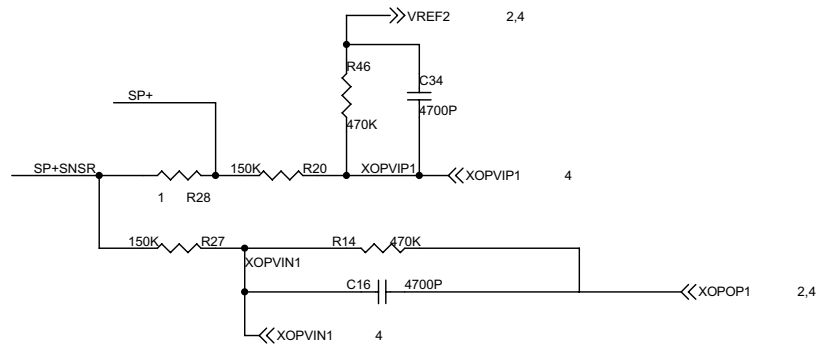 VREF2 2,4
R46
C34
SP+
4700P
470K
SP+SNSR 150K R20 XOPVIP1 XOPVIP1 4
1 R28
150K R27 R14 470K
XOPVIN1
C16 4700P XOPOP1 2,4
XOPVIN1 4